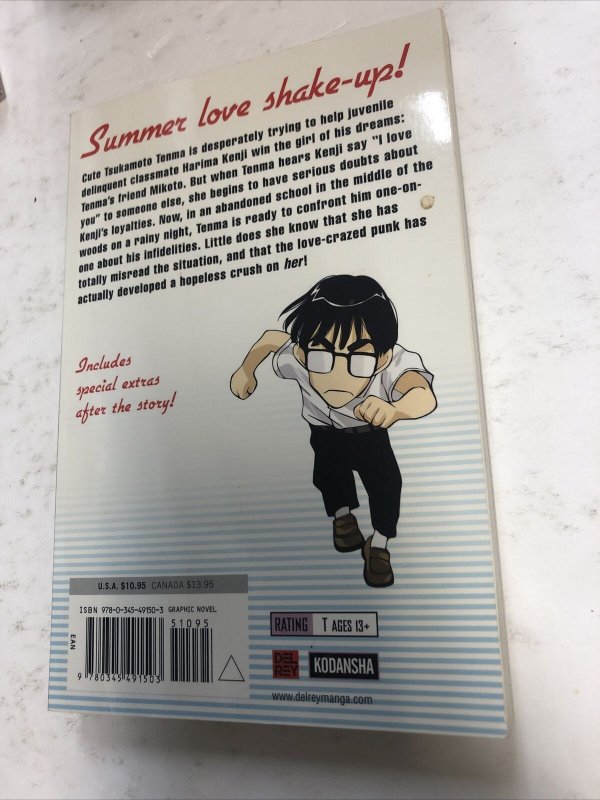 Summer love shake-up!
Cute Tsukamoto Tenma is desperately trying to help juvenile
delinquent classmate Harima Kenji win the girl of his dreams:
Tenma's friend Mikoto. But when Tenma hears Kenji say "I love
you" to someone else, she begins to have serious doubts about
Kenji's loyalties. Now, in an abandoned school in the middle of the
woods on a rainy night, Tenma is ready to confront him one-on-
one about his infidelities. Little does she know that she has
totally misread the situation, and that the love-crazed punk has
actually developed a hopeless crush on her!
Includes
special extras
after the story!
U.S.A. $10.95 CANADA $13.95
ISBN 978-0-345-49150-3 GRAPHIC NOVEL
51095
EAN
9 780345 491503
RATING T AGES 13+
DEL
REY
KODANSHA
www.delreymanga.com